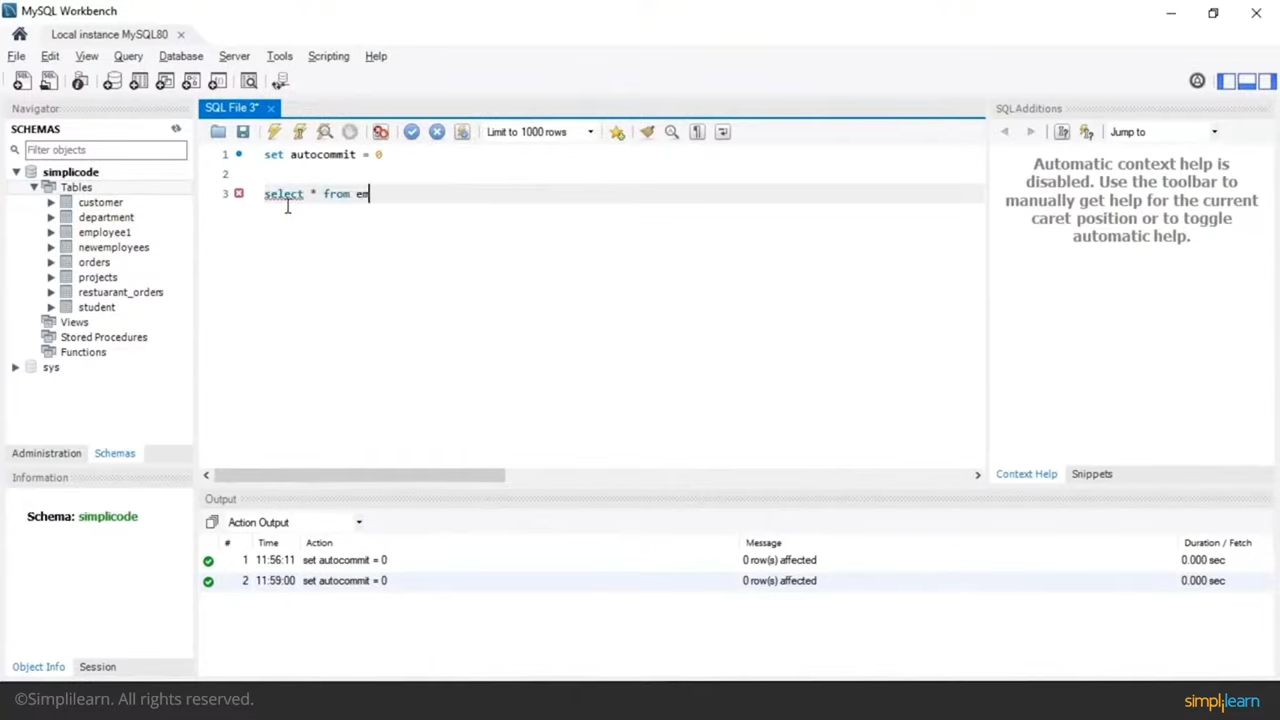 MySQL Workbench
Local instance MySQL80
File Edit View Query Database Server Tools Scripting Help
Navigator
SCHEMAS
Filter objects
simplicode
Tables
customer
department
employee1
newemployees
orders
projects
restuarant_orders
student
Views
Stored Procedures
Functions
sys
Administration Schemas
Information
Schema: simplicode
Object Info Session
SQL File 3*
Limit to 1000 rows
1 set autocommit = 0
2
3 select * from em
SQLAdditions
Jump to
Automatic context help is
disabled. Use the toolbar to
manually get help for the current
caret position or to toggle
automatic help.
Context Help Snippets
Output
Action Output
# Time Action Message Duration / Fetch
1 11:56:11 set autocommit = 0 0 row(s) affected 0.000 sec
2 11:59:00 set autocommit = 0 0 row(s) affected 0.000 sec
©Simplilearn. All rights reserved.
simplilearn